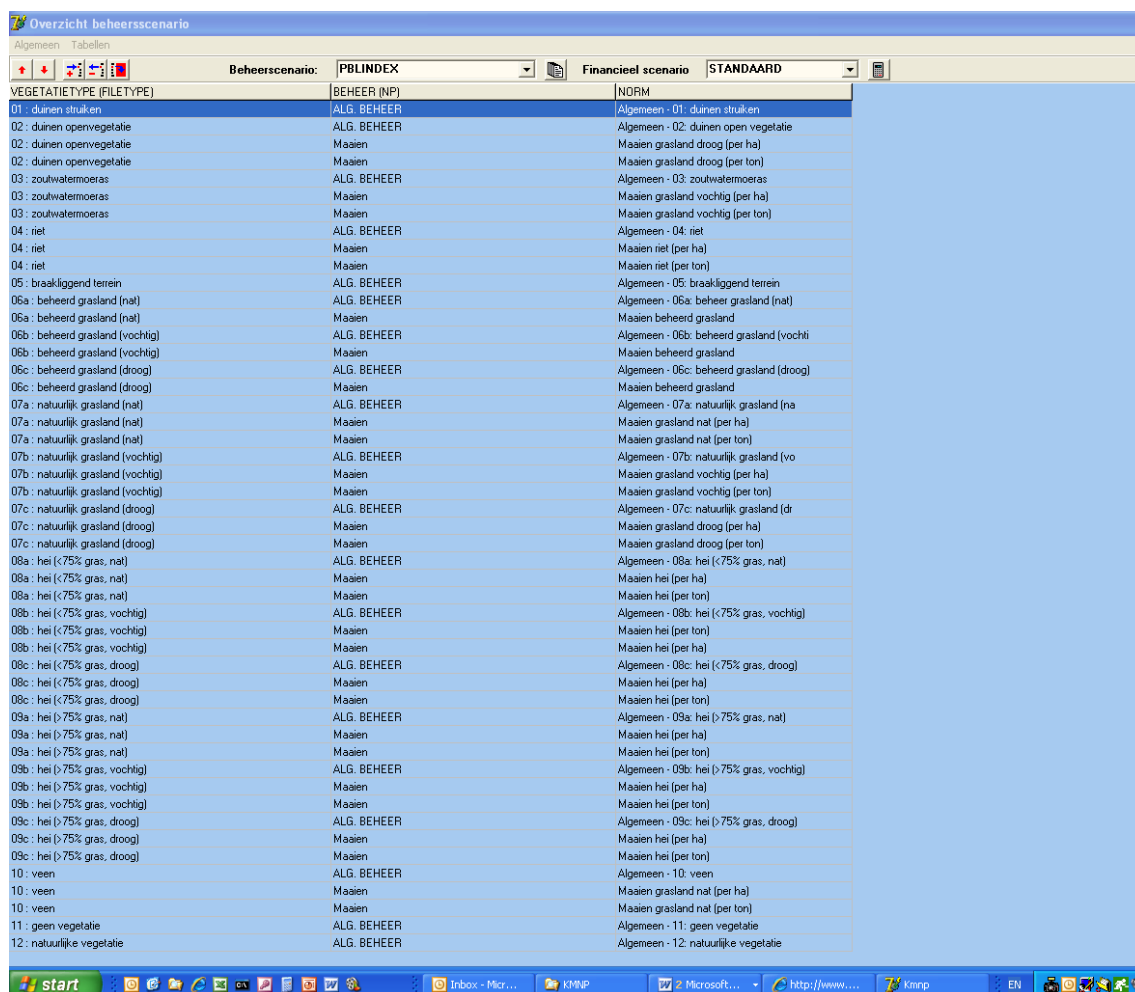 Overzicht beheersscenario
Algemeen Tabellen
Beheerscenario: PBLINDEX Financieel scenario STANDAARD
VEGETATIETYPE (FILETYPE) BEHEER (NP) NORM
01 : duinen struiken ALG. BEHEER Algemeen - 01: duinen struiken
02 : duinen openvegetatie ALG. BEHEER Algemeen - 02: duinen open vegetatie
02 : duinen openvegetatie Maaien Maaien grasland droog (per ha)
02 : duinen openvegetatie Maaien Maaien grasland droog (per ton)
03 : zoutwatermoeras ALG. BEHEER Algemeen - 03: zoutwatermoeras
03 : zoutwatermoeras Maaien Maaien grasland vochtig (per ha)
03 : zoutwatermoeras Maaien Maaien grasland vochtig (per ton)
04 : riet ALG. BEHEER Algemeen - 04: riet
04 : riet Maaien Maaien riet (per ha)
04 : riet Maaien Maaien riet (per ton)
05 : braakliggend terrein ALG. BEHEER Algemeen - 05: braakliggend terrein
06a : beheerd grasland (nat) ALG. BEHEER Algemeen - 06a: beheer grasland (nat)
06a : beheerd grasland (nat) Maaien Maaien beheerd grasland
06b : beheerd grasland (vochtig) ALG. BEHEER Algemeen - 06b: beheerd grasland (vochti
06b : beheerd grasland (vochtig) Maaien Maaien beheerd grasland
06c : beheerd grasland (droog) ALG. BEHEER Algemeen - 06c: beheerd grasland (droog)
06c : beheerd grasland (droog) Maaien Maaien beheerd grasland
07a : natuurlijk grasland (nat) ALG. BEHEER Algemeen - 07a: natuurlijk grasland (na
07a : natuurlijk grasland (nat) Maaien Maaien grasland nat (per ha)
07a : natuurlijk grasland (nat) Maaien Maaien grasland nat (per ton)
07b : natuurlijk grasland (vochtig) ALG. BEHEER Algemeen - 07b: natuurlijk grasland (vo
07b : natuurlijk grasland (vochtig) Maaien Maaien grasland vochtig (per ha)
07b : natuurlijk grasland (vochtig) Maaien Maaien grasland vochtig (per ton)
07c : natuurlijk grasland (droog) ALG. BEHEER Algemeen - 07c: natuurlijk grasland (dr
07c : natuurlijk grasland (droog) Maaien Maaien grasland droog (per ha)
07c : natuurlijk grasland (droog) Maaien Maaien grasland droog (per ton)
08a : hei (<75% gras, nat) ALG. BEHEER Algemeen - 08a: hei (<75% gras, nat)
08a : hei (<75% gras, nat) Maaien Maaien hei (per ha)
08a : hei (<75% gras, nat) Maaien Maaien hei (per ton)
08b : hei (<75% gras, vochtig) ALG. BEHEER Algemeen - 08b: hei (<75% gras, vochtig)
08b : hei (<75% gras, vochtig) Maaien Maaien hei (per ton)
08b : hei (<75% gras, vochtig) Maaien Maaien hei (per ha)
08c : hei (<75% gras, droog) ALG. BEHEER Algemeen - 08c: hei (<75% gras, droog)
08c : hei (<75% gras, droog) Maaien Maaien hei (per ha)
08c : hei (<75% gras, droog) Maaien Maaien hei (per ton)
09a : hei (>75% gras, nat) ALG. BEHEER Algemeen - 09a: hei (>75% gras, nat)
09a : hei (>75% gras, nat) Maaien Maaien hei (per ha)
09a : hei (>75% gras, nat) Maaien Maaien hei (per ton)
09b : hei (>75% gras, vochtig) ALG. BEHEER Algemeen - 09b: hei (>75% gras, vochtig)
09b : hei (>75% gras, vochtig) Maaien Maaien hei (per ha)
09b : hei (>75% gras, vochtig) Maaien Maaien hei (per ton)
09c : hei (>75% gras, droog) ALG. BEHEER Algemeen - 09c: hei (>75% gras, droog)
09c : hei (>75% gras, droog) Maaien Maaien hei (per ha)
09c : hei (>75% gras, droog) Maaien Maaien hei (per ton)
10 : veen ALG. BEHEER Algemeen - 10: veen
10 : veen Maaien Maaien grasland nat (per ha)
10 : veen Maaien Maaien grasland nat (per ton)
11 : geen vegetatie ALG. BEHEER Algemeen - 11: geen vegetatie
12 : natuurlijke vegetatie ALG. BEHEER Algemeen - 12: natuurlijke vegetatie
start Inbox - Micr... KMNP 2 Microsoft... http://www.... Kmnp EN